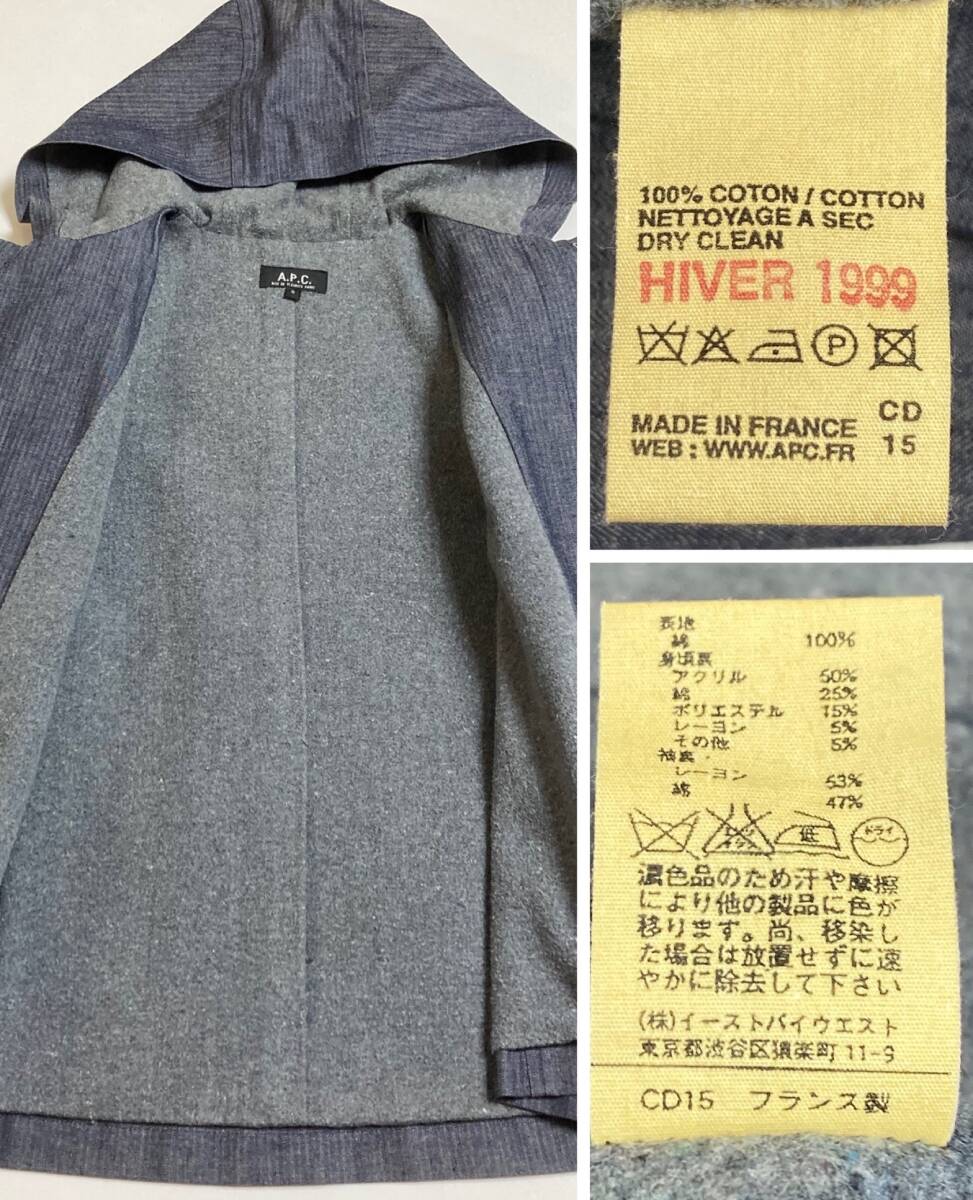 A.P.C.
100% COTON / COTTON
NETTOYAGE A SEC
DRY CLEAN
HIVER 1999
P
MADE IN FRANCE
WEB : WWW.APC.FR
CD
15
表地
綿 100%
身頃裏
アクリル 50%
綿 25%
ポリエステル 15%
レーヨン 5%
その他 5%
袖裏
レーヨン 53%
綿 47%
エンソ
サラシ
低
ドライ
濃色品のため汗や摩擦
により他の製品に色が
移ります。尚、移染し
た場合は放置せずに速
やかに除去して下さい
(株)イーストバイウエスト
東京都渋谷区猿楽町 11-9
CD15 フランス製